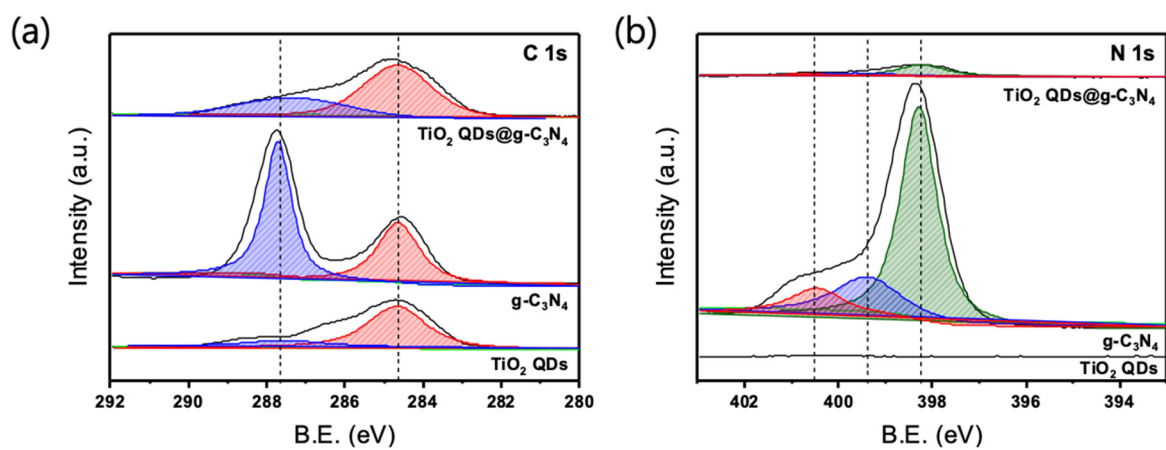 (a)
C 1s
TiO₂ QDs@g-C₃N₄
g-C₃N₄
TiO₂ QDs
Intensity (a.u.)
292 290 288 286 284 282 280
B.E. (eV)
(b)
N 1s
TiO₂ QDs@g-C₃N₄
g-C₃N₄
TiO₂ QDs
Intensity (a.u.)
402 400 398 396 394
B.E. (eV)